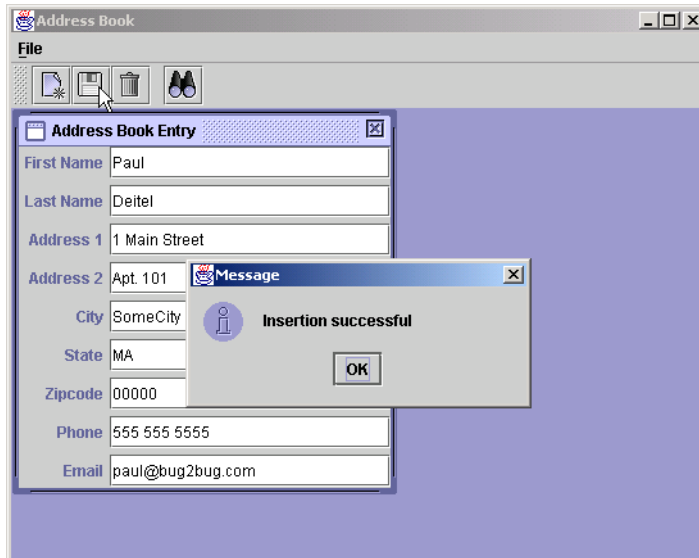 Address Book
File
Address Book Entry
First Name Paul
Last Name Deitel
Address 1 1 Main Street
Address 2 Apt. 101
City SomeCity
State MA
Zipcode 00000
Phone 555 555 5555
Email paul@bug2bug.com
Message
Insertion successful
OK